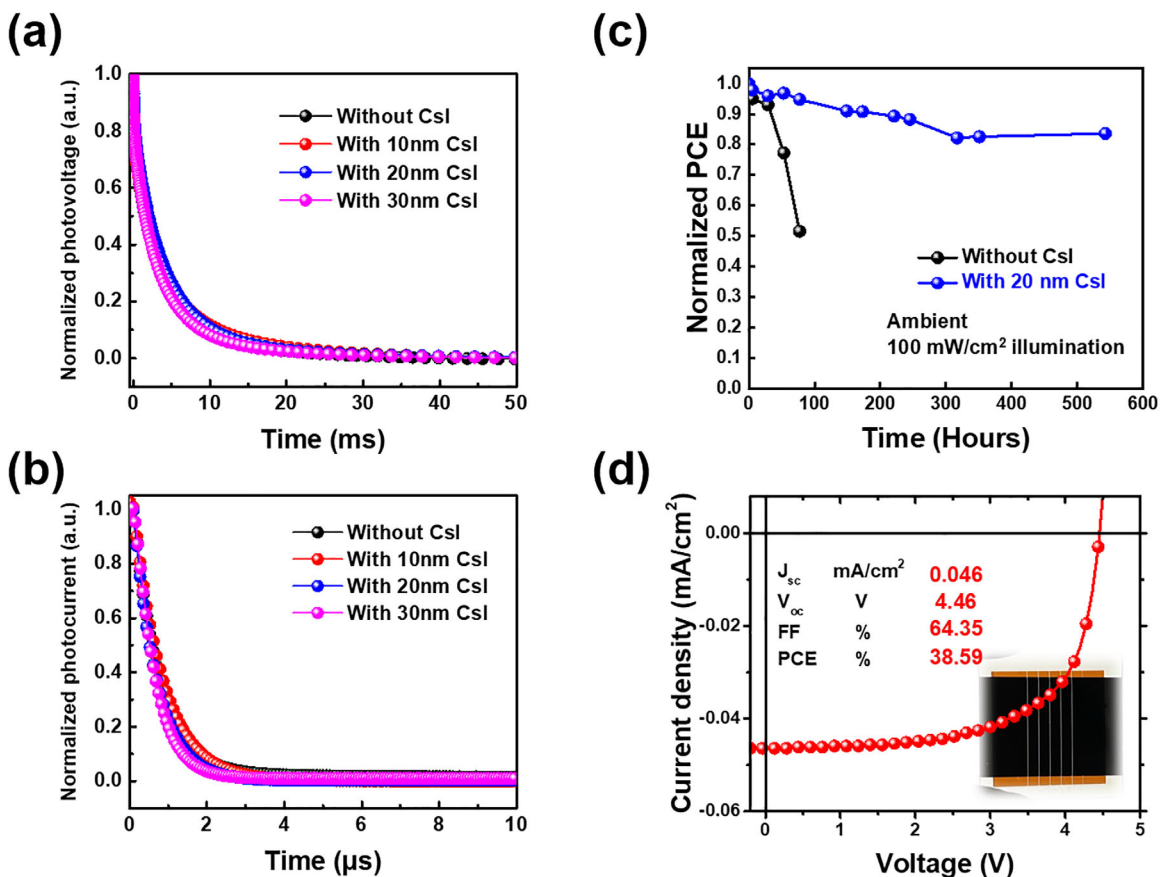 (a)
Normalized photovoltage (a.u.)
1.0
0.8
0.6
0.4
0.2
0.0
Without CsI
With 10nm CsI
With 20nm CsI
With 30nm CsI
0 10 20 30 40 50
Time (ms)
(b)
Normalized photocurrent (a.u.)
1.0
0.8
0.6
0.4
0.2
0.0
Without CsI
With 10nm CsI
With 20nm CsI
With 30nm CsI
0 2 4 6 8 10
Time (µs)
(c)
Normalized PCE
1.0
0.9
0.8
0.7
0.6
0.5
0.4
0.3
0.2
0.1
0.0
Without CsI
With 20 nm CsI
Ambient
100 mW/cm² illumination
0 100 200 300 400 500 600
Time (Hours)
(d)
Current density (mA/cm²)
0.00
-0.02
-0.04
-0.06
Jsc mA/cm² 0.046
Voc V 4.46
FF % 64.35
PCE % 38.59
0 1 2 3 4 5
Voltage (V)